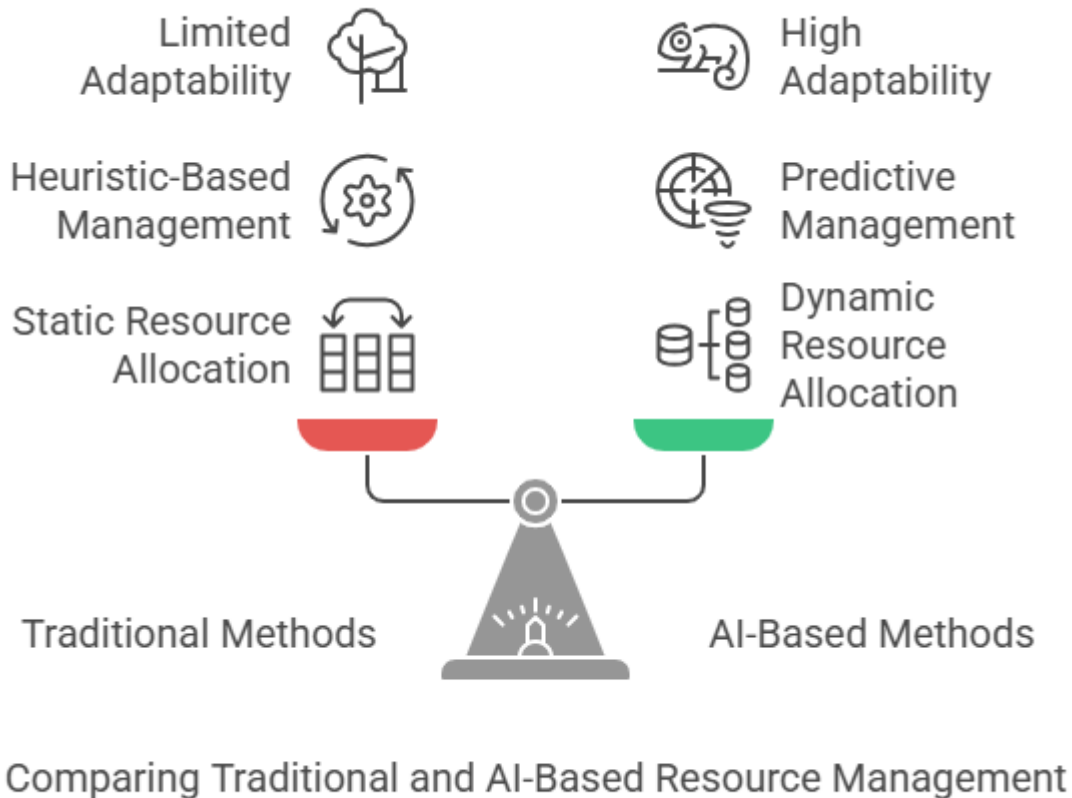 Limited
Adaptability
High
Adaptability
Heuristic-Based
Management
Predictive
Management
Static Resource
Allocation
Dynamic
Resource
Allocation
Traditional Methods
AI-Based Methods
Comparing Traditional and AI-Based Resource Management